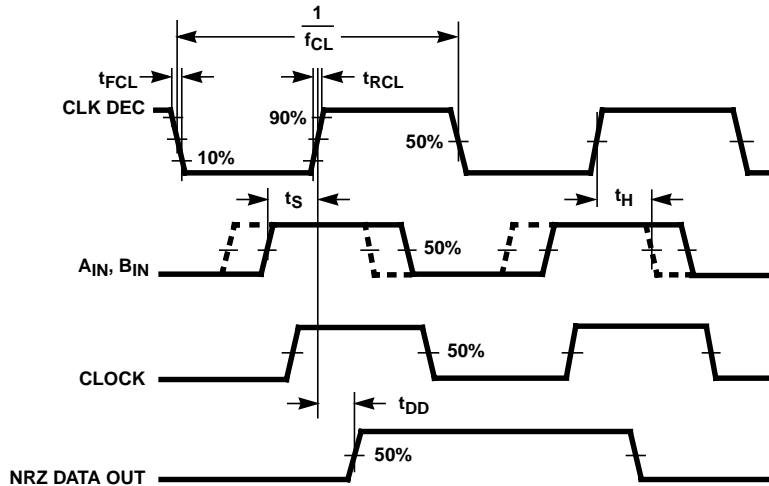 1
fCL
tFCL
tRCL
CLK DEC
90%
10%
50%
tS
tH
AIN, BIN
50%
CLOCK
50%
tDD
NRZ DATA OUT
50%